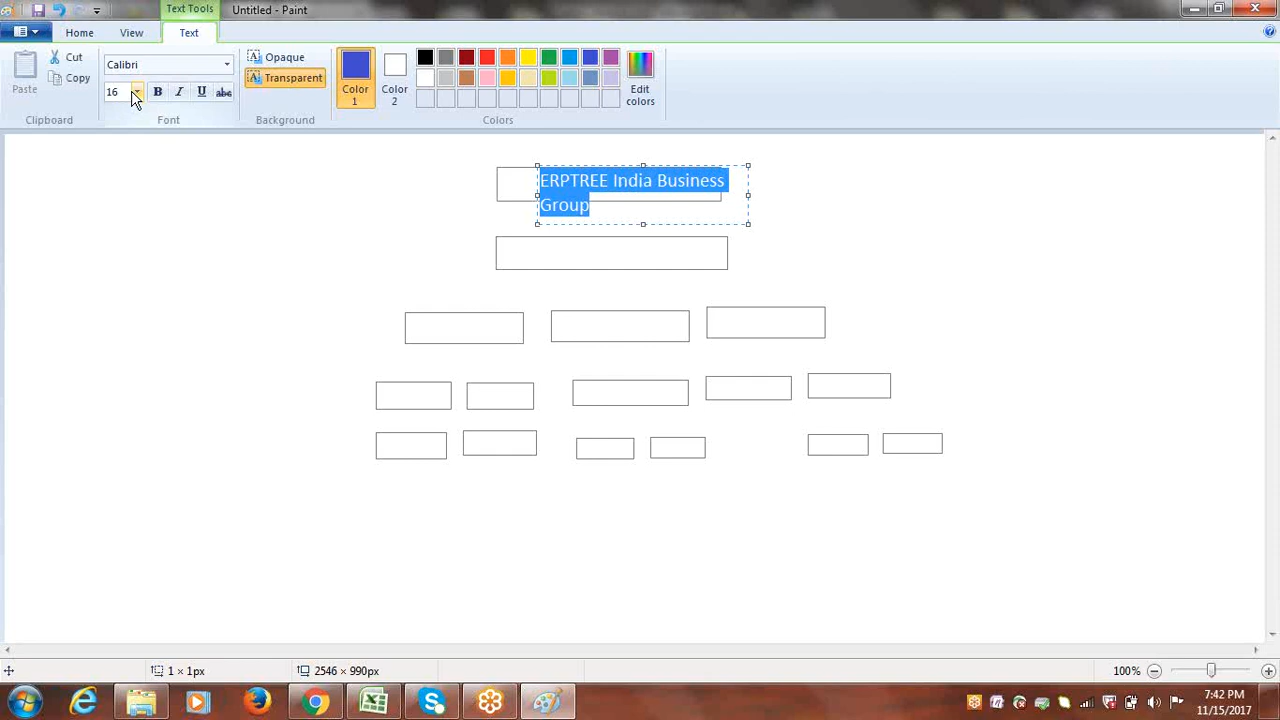 Text Tools
Untitled - Paint
Home
View
Text
Paste
Cut
Copy
Clipboard
Calibri
16
B I U abc
Font
Opaque
Transparent
Background
Color 1
Color 2
Edit colors
Colors
ERPTREE India Business
Group
1 × 1px
2546 × 990px
100%
7:42 PM
11/15/2017